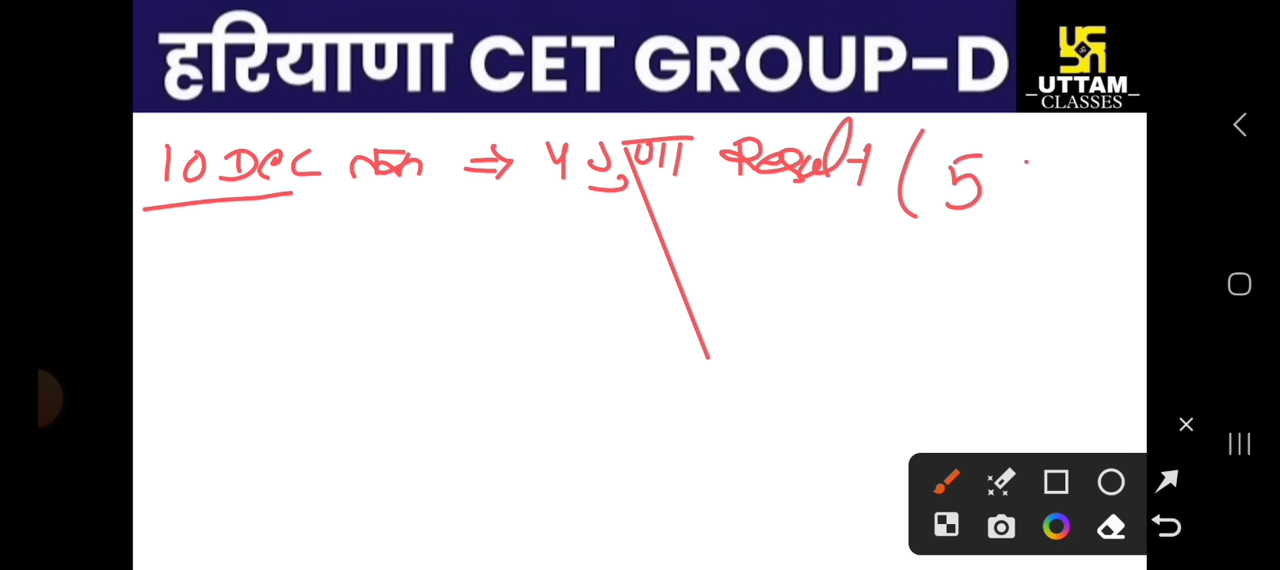 हरियाणा CET GROUP-D
UTTAM
CLASSES
10 Dec तक ⇒ 4 गुणा Result ( 5